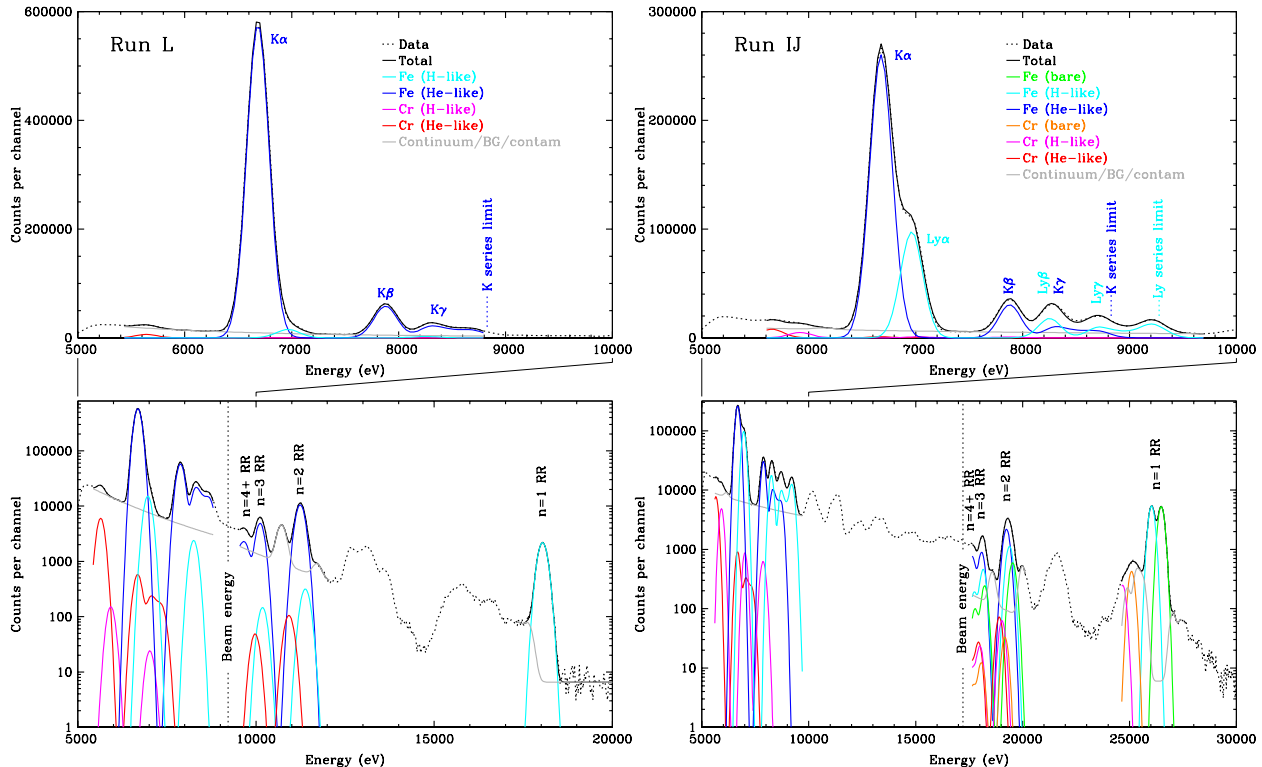 600000
400000
200000
0
Counts per channel
Run L
Kα
Data
Total
Fe (H-like)
Fe (He-like)
Cr (H-like)
Cr (He-like)
Continuum/BG/contam
Kβ
Kγ
K series limit
5000 6000 7000 8000 9000 10000
Energy (eV)
300000
200000
100000
0
Counts per channel
Run IJ
Kα
Lyα
Data
Total
Fe (bare)
Fe (H-like)
Fe (He-like)
Cr (bare)
Cr (H-like)
Cr (He-like)
Continuum/BG/contam
Kβ
Lyβ
Kγ
Lyγ
K series limit
Ly series limit
5000 6000 7000 8000 9000 10000
Energy (eV)
100000
10000
1000
100
10
1
Counts per channel
Beam energy
n=4+ RR
n=3 RR
n=2 RR
n=1 RR
5000 10000 15000 20000
Energy (eV)
100000
10000
1000
100
10
1
Counts per channel
Beam energy
n=4+ RR
n=3 RR
n=2 RR
n=1 RR
5000 10000 15000 20000 25000 30000
Energy (eV)